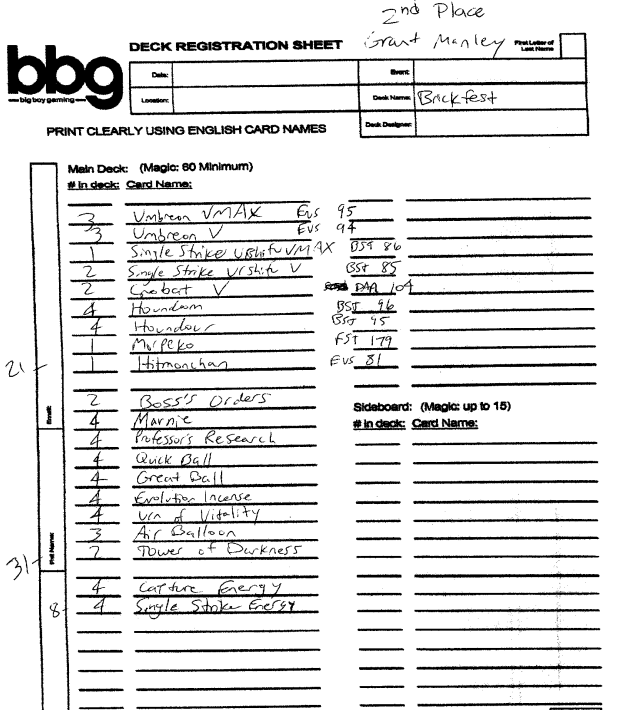 2nd Place
DECK REGISTRATION SHEET
Grant Manley
First Letter of Last Name
bbg
big boy gaming
Date:
Event:
Location:
Deck Name: Brickfest
Deck Designer:
PRINT CLEARLY USING ENGLISH CARD NAMES
Main Deck: (Magic: 60 Minimum)
# in deck: Card Name:
3 Umbreon VMAX EVS 95
3 Umbreon V EVS 94
1 Single Strike Urshifu VMAX BST 86
2 Single Strike Urshifu V BST 85
2 Crobat V DAA 104
4 Houndoom BST 96
4 Houndour BST 95
1 Morpeko FST 179
1 Hitmonchan EVS 81
21
2 Boss's Orders
4 Marnie
4 Professor's Research
4 Quick Ball
4 Great Ball
4 Evolution Incense
4 Urn of Vitality
3 Air Balloon
2 Tower of Darkness
31
4 Capture Energy
4 Single Strike Energy
8
Email:
First Name:
Sideboard: (Magic: up to 15)
# in deck: Card Name: